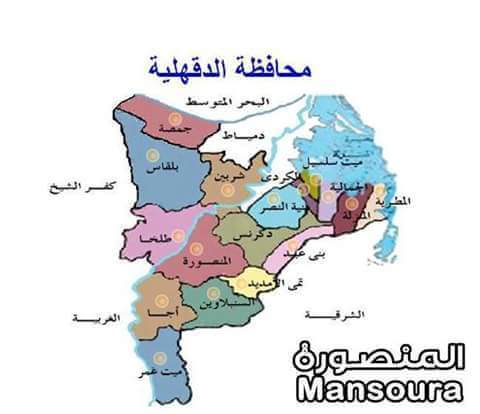 محافظة الدقهلية
البحر المتوسط
جمصة
دمياط
بلقاس
شربين
الكردى
ميت سلسيل
الجمالية
المطرية
كفر الشيخ
منية النصر
المنزلة
طلخا
دكرنس
المنصورة
بنى عبيد
تمى الأمديد
أجا
السنبلاوين
الغربية
الشرقية
ميت غمر
المنصورة
Mansoura